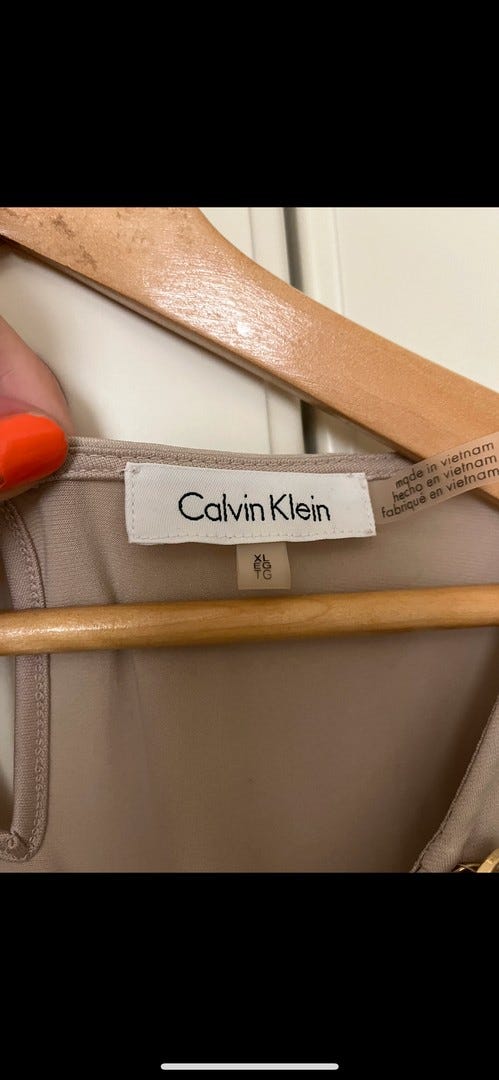 Calvin Klein
made in vietnam
hecho en vietnam
fabriqué en vietnam
XL
EG
TG